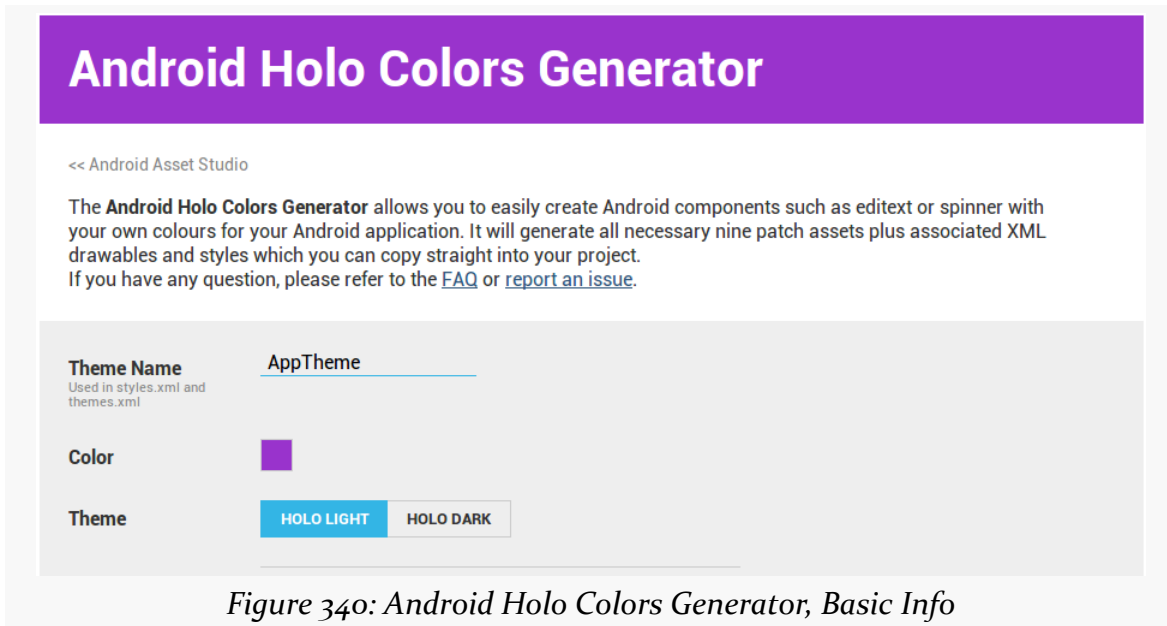 Android Holo Colors Generator
<< Android Asset Studio
The Android Holo Colors Generator allows you to easily create Android components such as editext or spinner with
your own colours for your Android application. It will generate all necessary nine patch assets plus associated XML
drawables and styles which you can copy straight into your project.
If you have any question, please refer to the FAQ or report an issue.
Theme Name
AppTheme
Used in styles.xml and
themes.xml
Color
Theme
HOLO LIGHT HOLO DARK
Figure 340: Android Holo Colors Generator, Basic Info